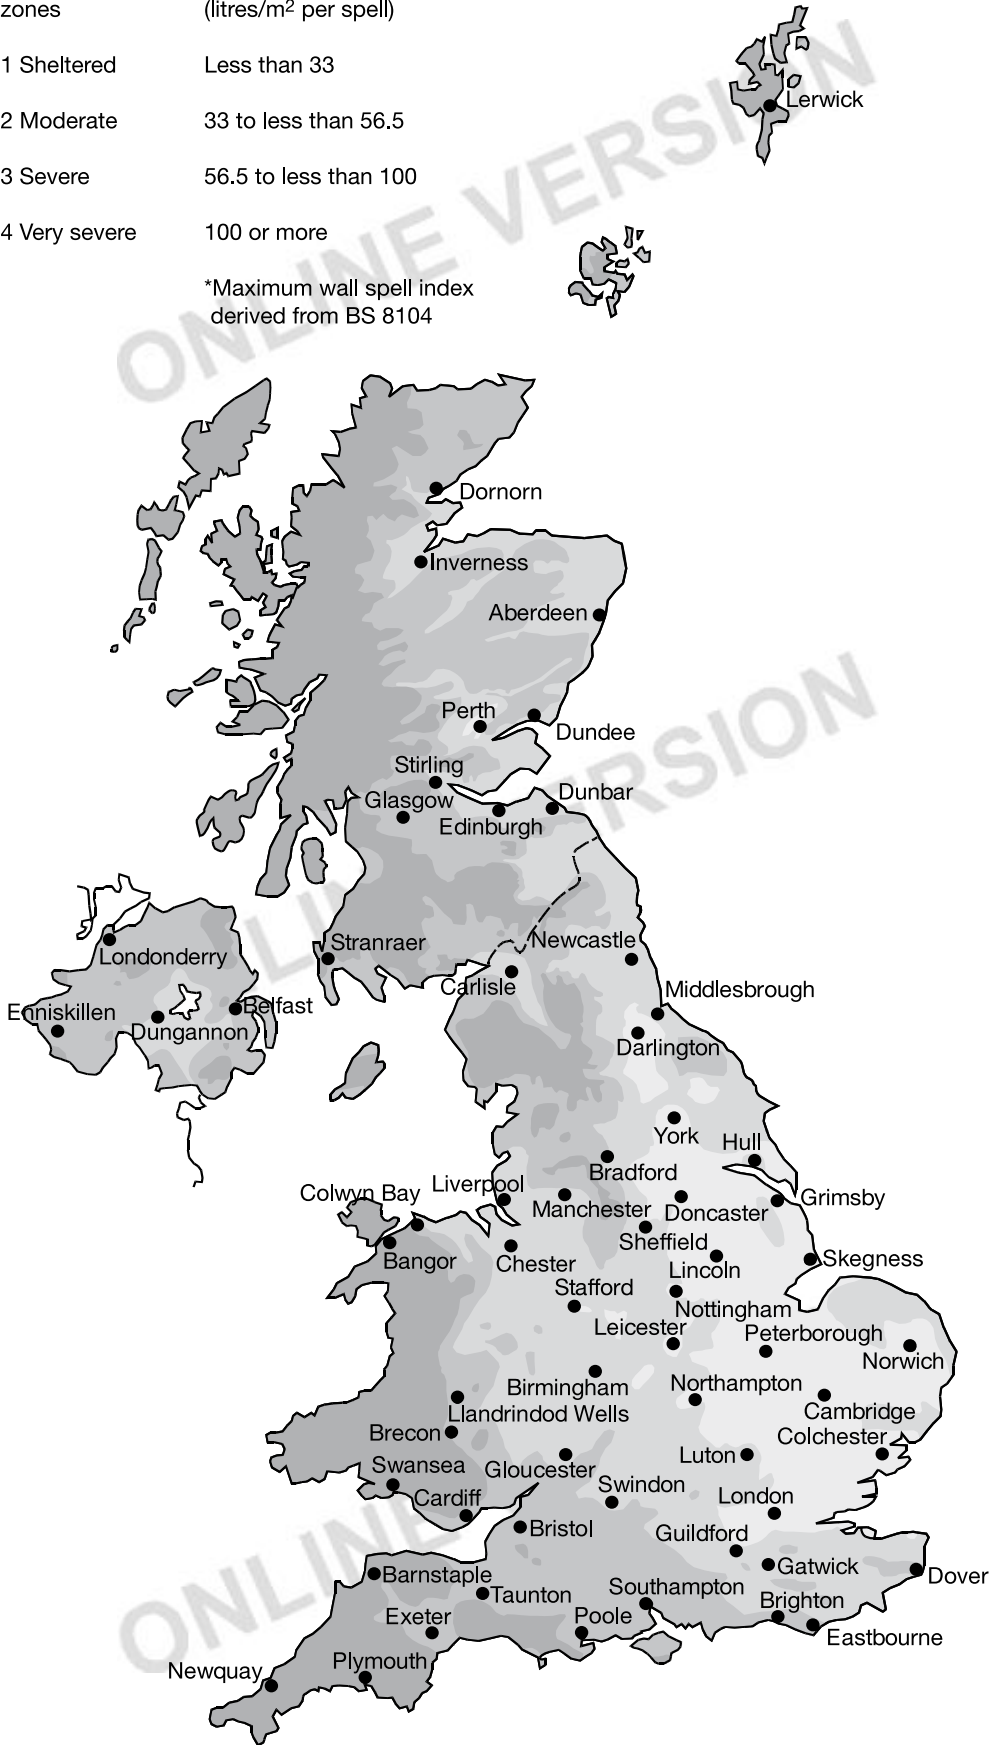 zones (litres/m² per spell)
1 Sheltered Less than 33
2 Moderate 33 to less than 56.5
3 Severe 56.5 to less than 100
4 Very severe 100 or more
*Maximum wall spell index
derived from BS 8104
ONLINE VERSION
Lerwick
Dornorn
Inverness
Aberdeen
Perth
Dundee
Stirling
Glasgow
Dunbar
Edinburgh
ONLINE VERSION
Londonderry
Stranraer
Newcastle
Carlisle
Enniskillen
Belfast
Dungannon
Middlesbrough
Darlington
York
Hull
Bradford
Colwyn Bay
Liverpool
Manchester
Doncaster
Grimsby
Sheffield
Bangor
Chester
Lincoln
Skegness
Stafford
Nottingham
Leicester
Peterborough
Norwich
Birmingham
Northampton
Llandrindod Wells
Cambridge
Brecon
Colchester
Swansea
Gloucester
Luton
Cardiff
Swindon
London
Bristol
Guildford
Gatwick
Barnstaple
Dover
Taunton
Southampton
Brighton
Exeter
Poole
Eastbourne
Newquay
Plymouth
ONLINE